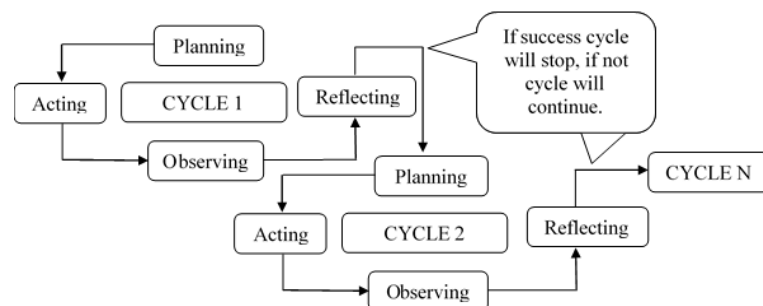 Planning
Acting
CYCLE 1
Reflecting
Observing
If success cycle
will stop, if not
cycle will
continue.
Planning
CYCLE N
Acting
CYCLE 2
Reflecting
Observing